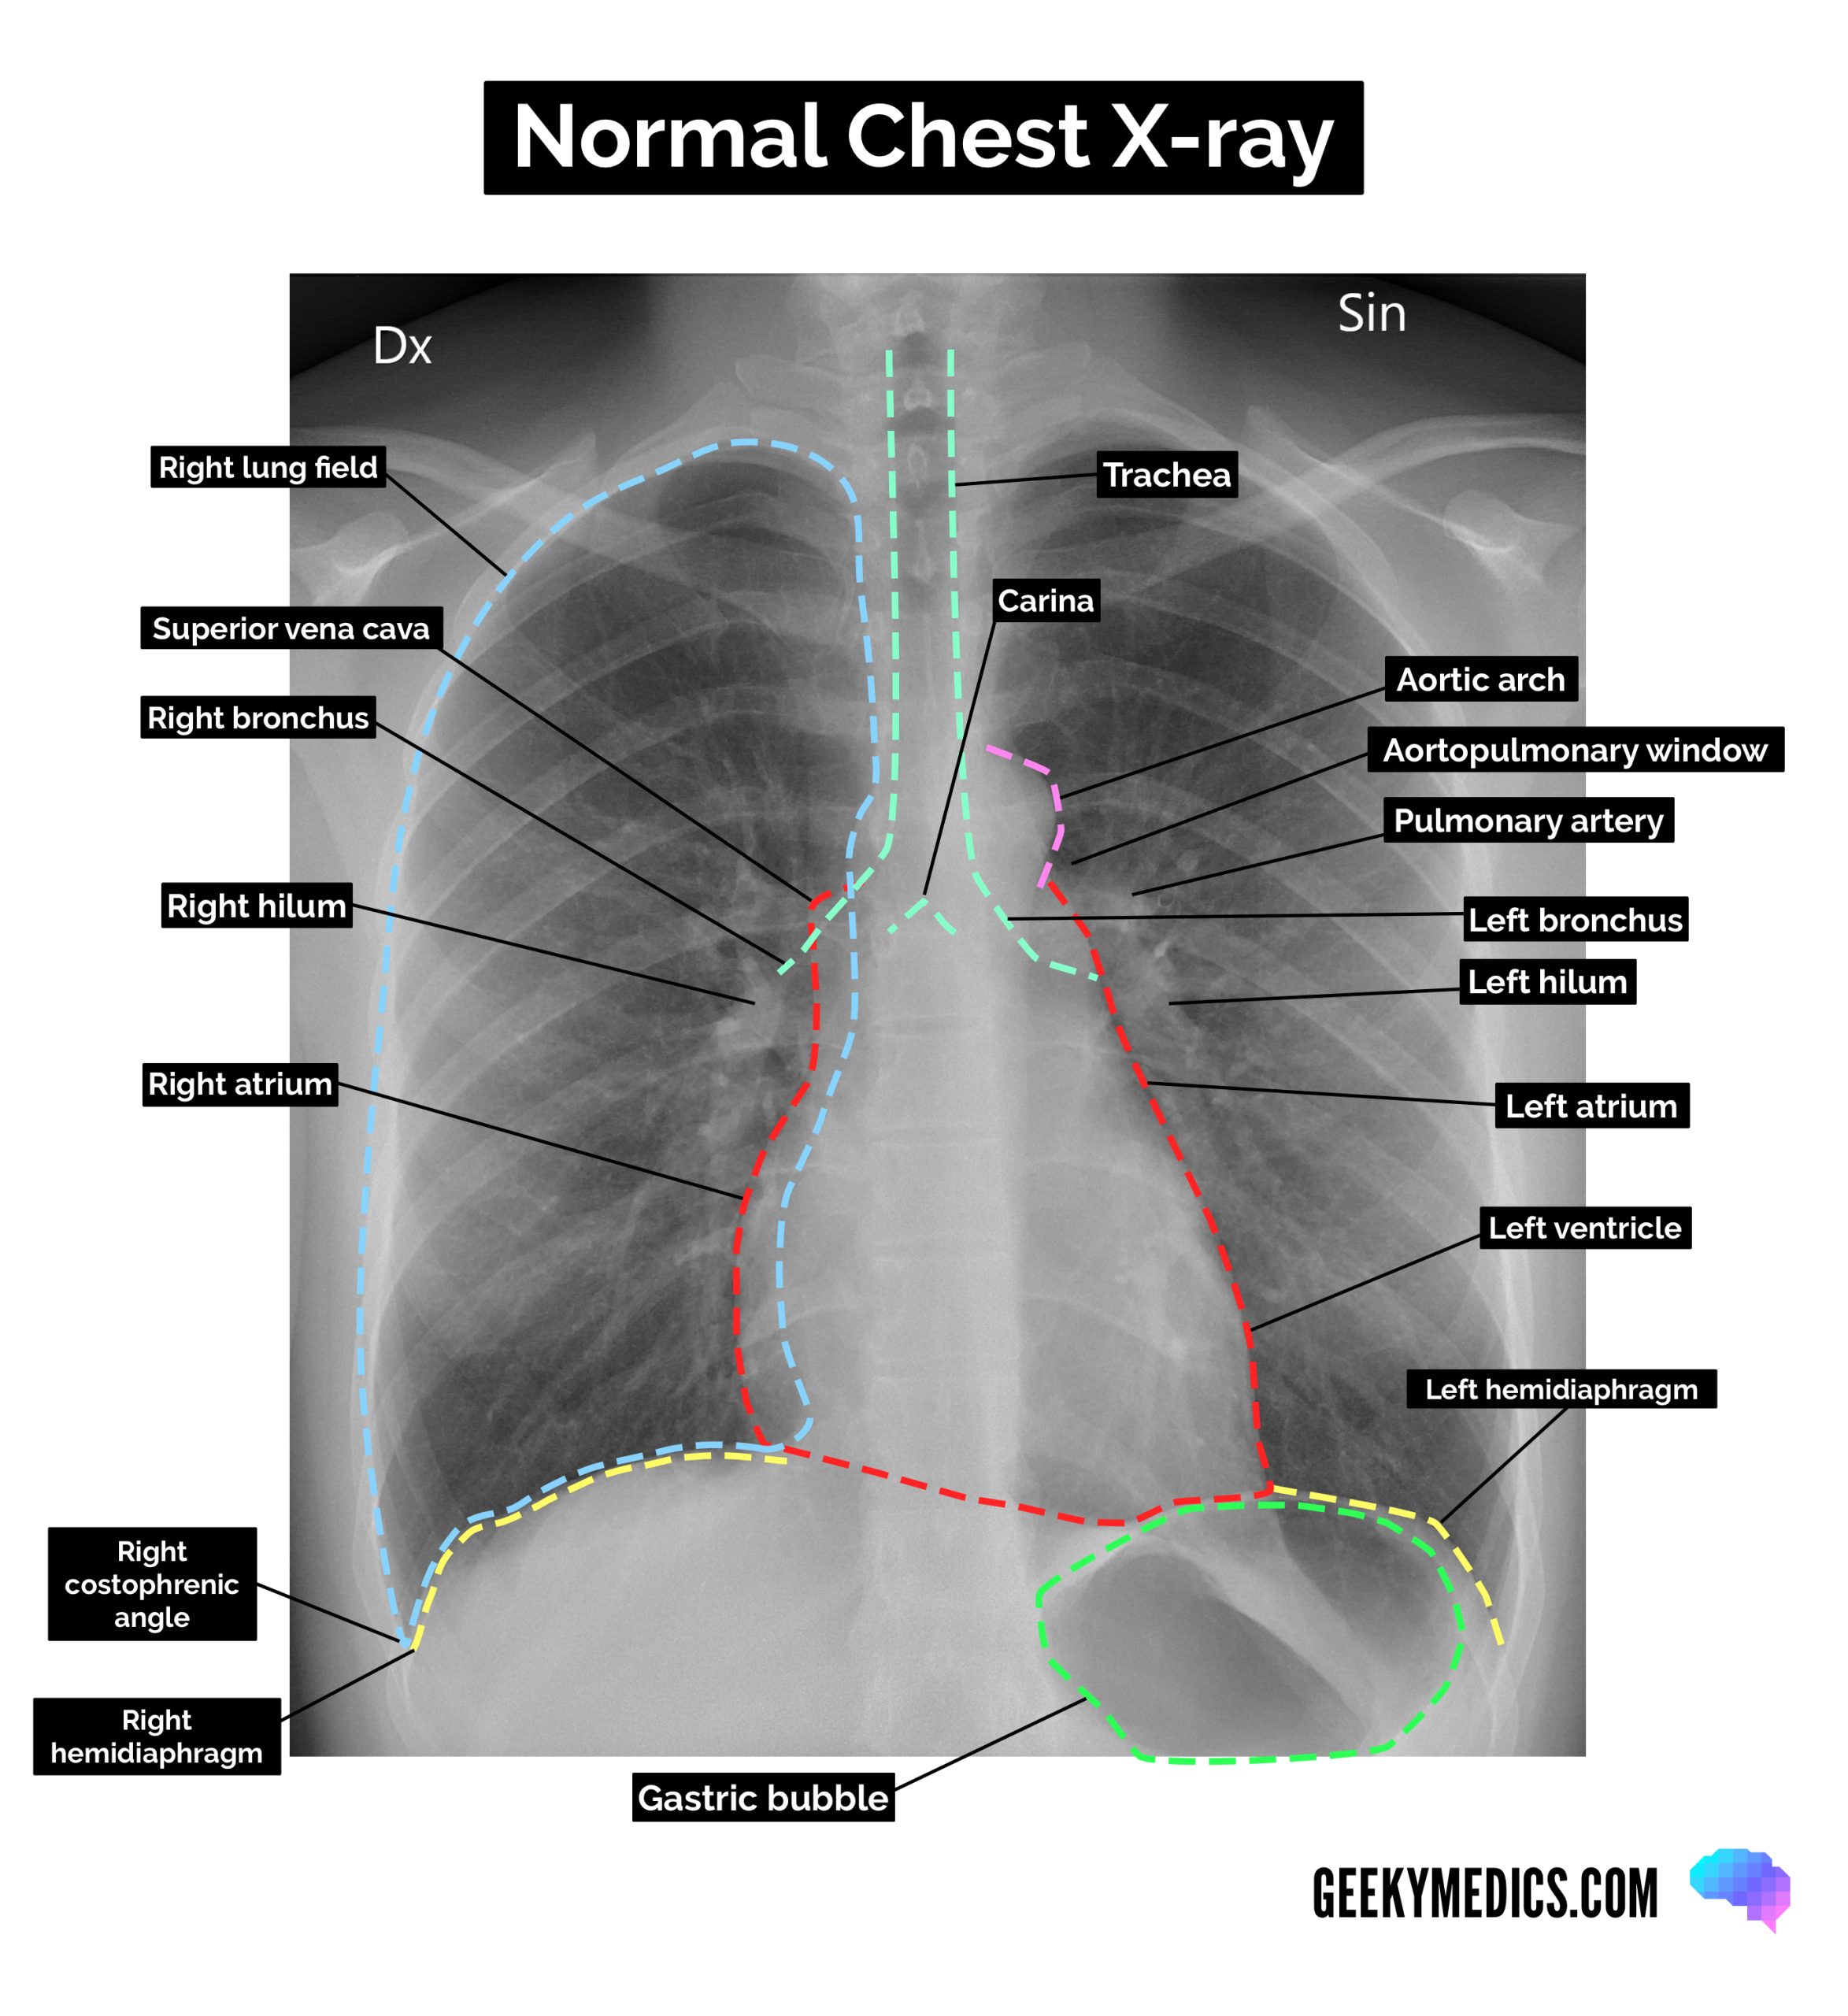 Normal Chest X-ray
Dx
Sin
Right lung field
Trachea
Carina
Superior vena cava
Aortic arch
Right bronchus
Aortopulmonary window
Pulmonary artery
Right hilum
Left bronchus
Left hilum
Right atrium
Left atrium
Left ventricle
Left hemidiaphragm
Right
costophrenic
angle
Right
hemidiaphragm
Gastric bubble
GEEKYMEDICS.COM